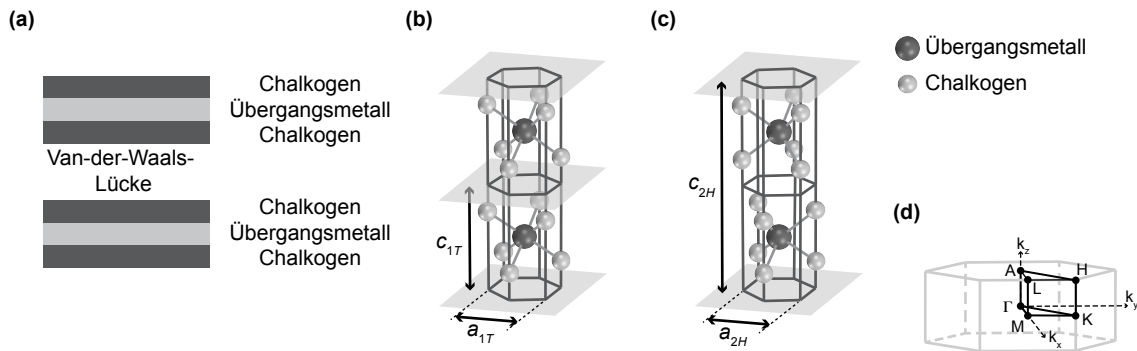 (a)
Chalkogen
Übergangsmetall
Chalkogen
Van-der-Waals-
Lücke
Chalkogen
Übergangsmetall
Chalkogen
(b)
c1T
a1T
(c)
c2H
a2H
Übergangsmetall
Chalkogen
(d)
kz
A
H
L
Γ
ky
M
K
kx